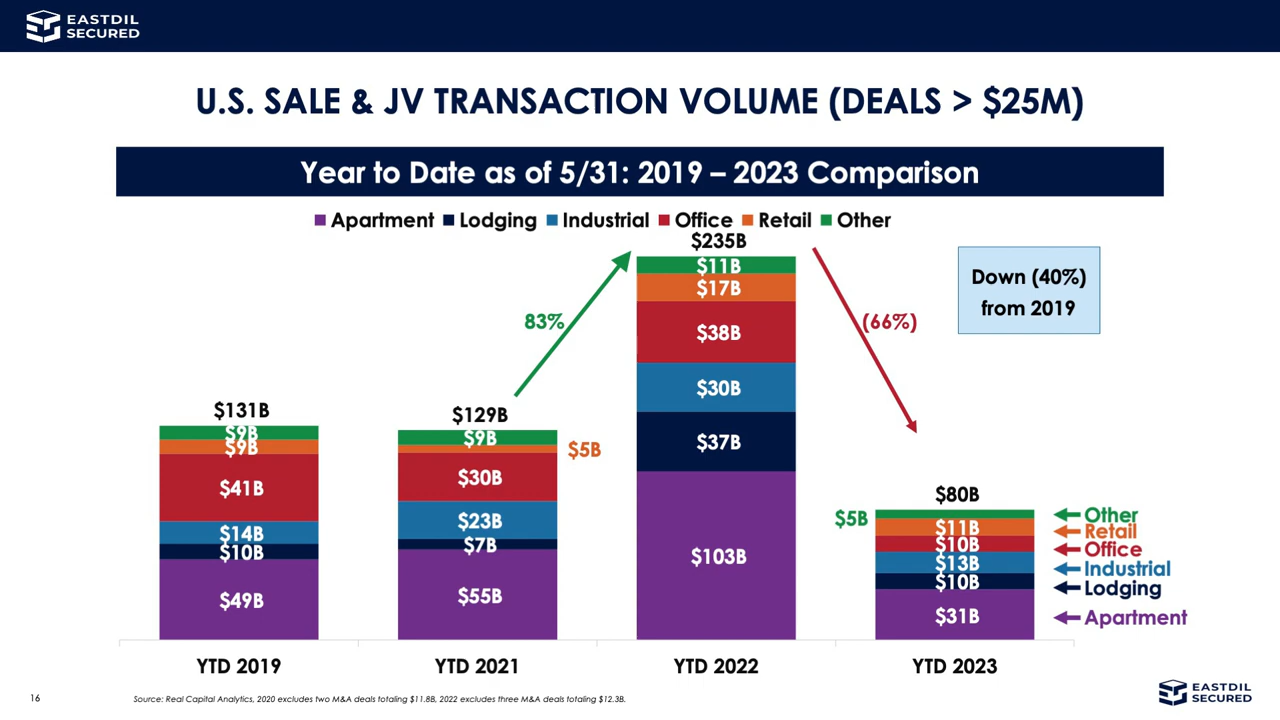 EASTDIL
SECURED
U.S. SALE & JV TRANSACTION VOLUME (DEALS > $25M)
Year to Date as of 5/31: 2019 – 2023 Comparison
Apartment Lodging Industrial Office Retail Other
$131B
$9B
$9B
$41B
$14B
$10B
$49B
$129B
$9B
$5B
$30B
$23B
$7B
$55B
83%
$235B
$11B
$17B
$38B
$30B
$37B
$103B
(66%)
Down (40%)
from 2019
$80B
$5B
$11B
$10B
$13B
$10B
$31B
Other
Retail
Office
Industrial
Lodging
Apartment
YTD 2019 YTD 2021 YTD 2022 YTD 2023
16
Source: Real Capital Analytics, 2020 excludes two M&A deals totaling $11.8B, 2022 excludes three M&A deals totaling $12.3B.
EASTDIL
SECURED